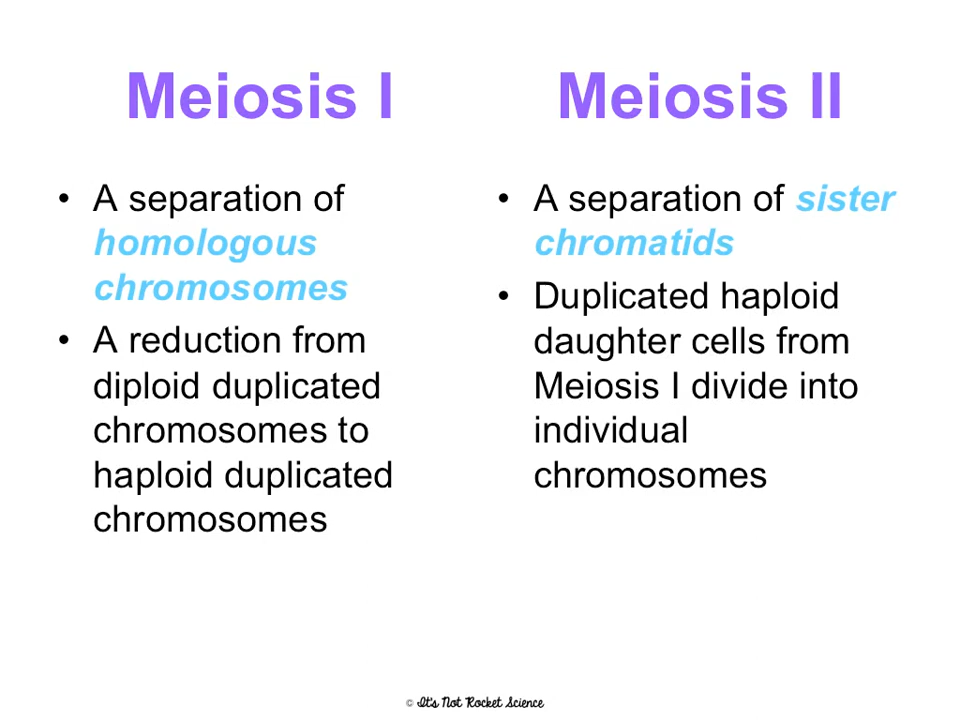 Meiosis I
• A separation of
homologous
chromosomes
• A reduction from
diploid duplicated
chromosomes to
haploid duplicated
chromosomes
Meiosis II
• A separation of sister
chromatids
• Duplicated haploid
daughter cells from
Meiosis I divide into
individual
chromosomes
© It's Not Rocket Science